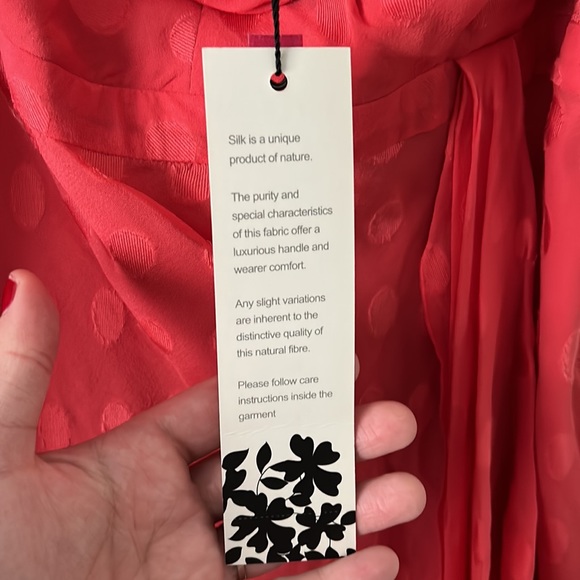 Silk is a unique
product of nature.
The purity and
special characteristics
of this fabric offer a
luxurious handle and
wearer comfort.
Any slight variations
are inherent to the
distinctive quality of
this natural fibre.
Please follow care
instructions inside the
garment